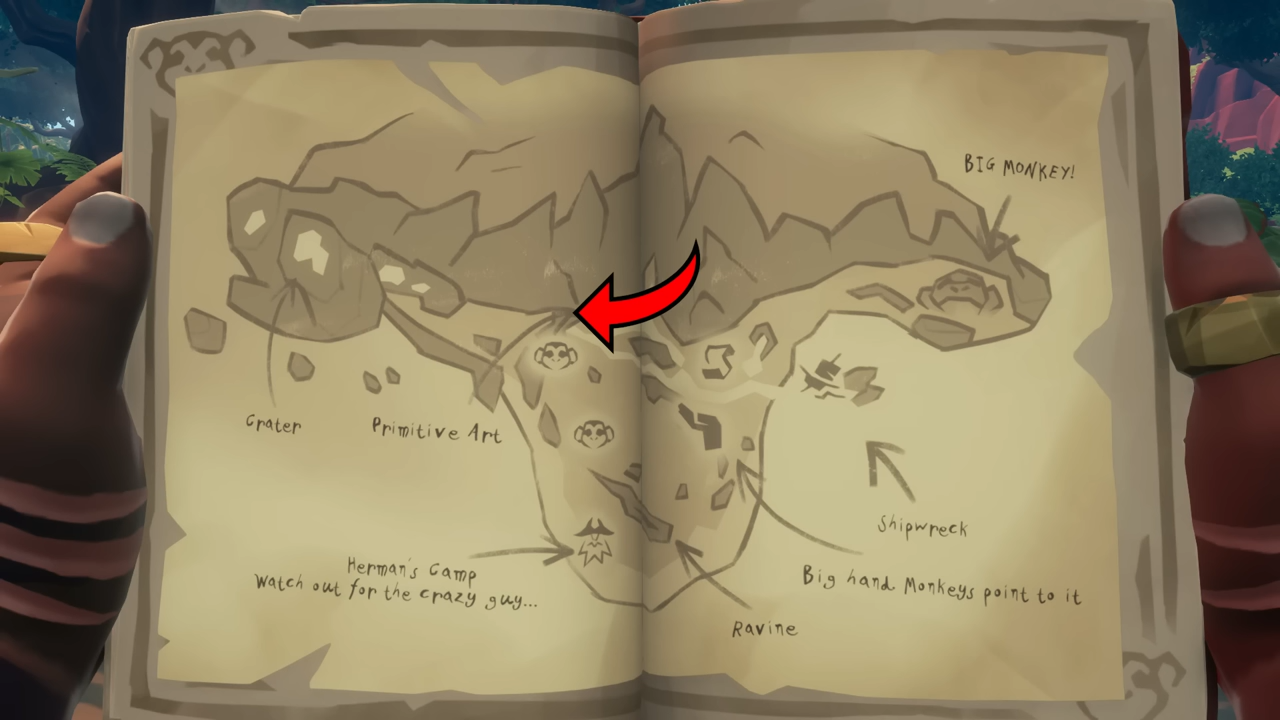 BIG MONKEY!
Crater
Primitive Art
Shipwreck
Herman's Camp
Watch out for the crazy guy...
Big hand Monkeys point to it
Ravine